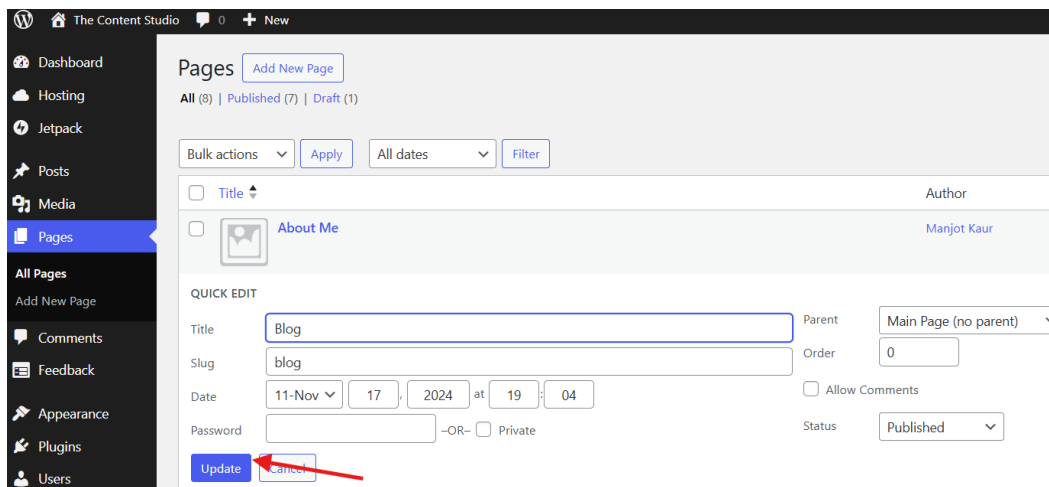 The Content Studio 0 New
Dashboard
Hosting
Jetpack
Posts
Media
Pages
All Pages
Add New Page
Comments
Feedback
Appearance
Plugins
Users
Pages Add New Page
All (8) | Published (7) | Draft (1)
Bulk actions Apply All dates Filter
Title Author
About Me Manjot Kaur
QUICK EDIT
Title Blog
Slug blog
Date 11-Nov 17 , 2024 at 19 : 04
Password –OR– Private
Update Cancel
Parent Main Page (no parent)
Order 0
Allow Comments
Status Published